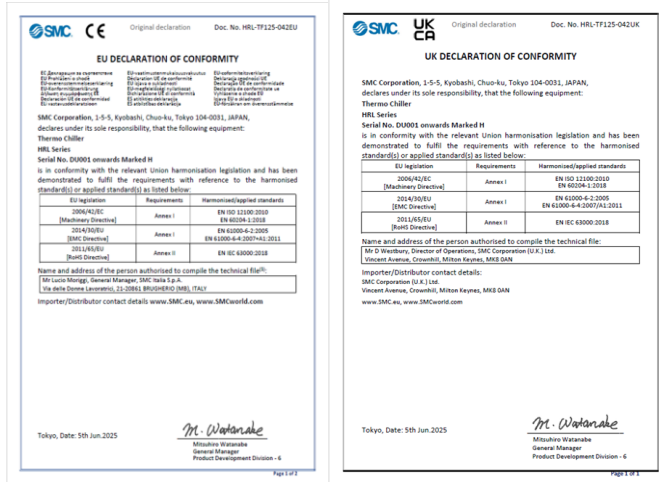 SMC
CE
Original declaration
Doc. No. HRL-TF125-042EU
EU DECLARATION OF CONFORMITY
SMC Corporation, 1-5-5, Kyobashi, Chuo-ku, Tokyo 104-0031, JAPAN,
declares under its sole responsibility, that the following equipment:
Thermo Chiller
HRL Series
Serial No. DU001 onwards Marked H
is in conformity with the relevant Union harmonisation legislation and has been
demonstrated to fulfil the requirements with reference to the harmonised
standard(s) or applied standard(s) as listed below:
EU legislation Requirements Harmonised/applied standards
2006/42/EC
[Machinery Directive]
Annex I
EN ISO 12100:2010
EN 60204-1:2018
2014/30/EU
[EMC Directive]
Annex I
EN 61000-6-2:2005
EN 61000-6-4:2007+A1:2011
2011/65/EU
[RoHS Directive]
Annex II
EN IEC 63000:2018
Name and address of the person authorised to compile the technical file
Mr Lucio Moriggi, General Manager, SMC Italia S.p.A.
Via delle Donne Lavoratrici, 21-20861 BRUGHERIO (MB), ITALY
Importer/Distributor contact details www.SMC.eu, www.SMCworld.com
M. Watanabe
Tokyo, Date: 5th Jun.2025
Mitsuhiro Watanabe
General Manager
Product Development Division - 6
Page 1 of 2
SMC
UK
CA
Original declaration
Doc. No. HRL-TF125-042UK
UK DECLARATION OF CONFORMITY
SMC Corporation, 1-5-5, Kyobashi, Chuo-ku, Tokyo 104-0031, JAPAN,
declares under its sole responsibility, that the following equipment:
Thermo Chiller
HRL Series
Serial No. DU001 onwards Marked H
is in conformity with the relevant Union harmonisation legislation and has been
demonstrated to fulfil the requirements with reference to the harmonised
standard(s) or applied standard(s) as listed below:
EU legislation Requirements Harmonised/applied standards
2006/42/EC
[Machinery Directive]
Annex I
EN ISO 12100:2010
EN 60204-1:2018
2014/30/EU
[EMC Directive]
Annex I
EN 61000-6-2:2005
EN 61000-6-4:2007/A1:2011
2011/65/EU
[RoHS Directive]
Annex II
EN IEC 63000:2018
Name and address of the person authorised to compile the technical file:
Mr D Westbury, Director of Operations, SMC Corporation (U.K.) Ltd.
Vincent Avenue, Crownhill, Milton Keynes, MK8 0AN
Importer/Distributor contact details:
SMC Corporation (U.K.) Ltd.
Vincent Avenue, Crownhill, Milton Keynes, MK8 0AN
www.SMC.eu, www.SMCworld.com
M. Watanabe
Tokyo, Date: 5th Jun.2025
Mitsuhiro Watanabe
General Manager
Product Development Division - 6
Page 1 of 1